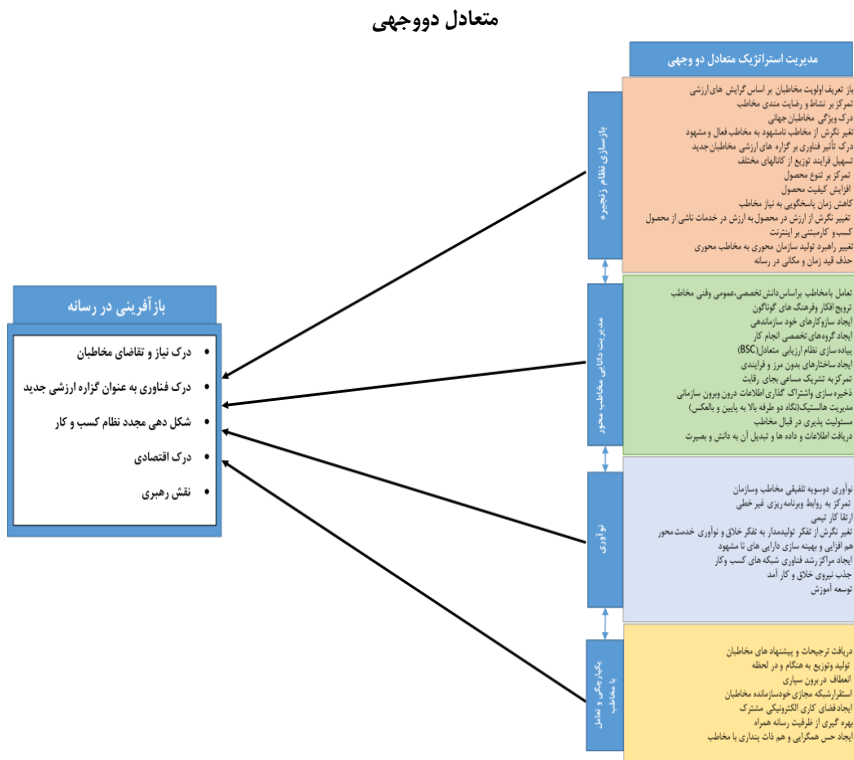 متعادل دووجهی
مدیریت استراتژیک متعادل دو وجهی
بازسازی نظام زنجیره
باز تعریف اولویت مخاطبان بر اساس گرایش های ارزشی
تمرکز بر نشاط و رضایت مندی مخاطب
درک ویژگی مخاطبان جهانی
تغیر نگرش از مخاطب نامشهود به مخاطب فعال و مشهود
درک تأثیر فناوری بر گزاره های ارزشی مخاطبان جدید
تسهیل فرایند توزیع از کانالهای مختلف
تمرکز بر تنوع محصول
افزایش کیفیت محصول
کاهش زمان پاسخگویی به نیاز مخاطب
تغییر نگرش از ارزش در محصول به ارزش در خدمات ناشی از محصول
کسب و کارمبتنی بر اینترنت
تغییر راهبرد تولید سازمان محوری به مخاطب محوری
حذف قید زمان و مکانی در رسانه
مدیریت دانایی مخاطب محور
تعامل بامخاطب براساس دانش تخصصی،عمومی وفنی مخاطب
ترویج افکار وفرهنگ های گوناگون
ایجاد سازوکارهای خود سازماندهی
ایجاد گروه های تخصصی انجام کار
پیاده سازی نظام ارزیابی متعادل(BSC)
ایجاد ساختارهای بدون مرز و فرایندی
تمرکز به تشریک مساعی بجای رقابت
ذخیره سازی واشتراک گذاری اطلاعات درون وبرون سازمانی
مدیریت هالستیک(نگاه دو طرفه بالا به پایین و بالعکس)
مسئولیت پذیری در قبال مخاطب
دریافت اطلاعات و داده ها و تبدیل آن به دانش و بصیرت
نوآوری
نوآوری دوسویه تلفیقی مخاطب وسازمان
تمرکز به روابط وبرنامه ریزی غیر خطی
ارتقا کار تیمی
تغیر نگرش از تفکر تولیدمدار به تفکر خلاق و نوآوری خدمت محور
هم افزایی و بهینه سازی دارایی های نا مشهود
ایجاد مراکز رشد فناوری شبکه های کسب وکار
جذب نیروی خلاق و کار آمد
توسعه آموزش
یکپارچگی و تعامل
با مخاطب
دریافت ترجیحات و پیشنهاد های مخاطبان
تولید وتوزیع به هنگام و در لحظه
انعطاف در برون سپاری
استقرارشبکه مجازی خودسازمانده مخاطبان
ایجادفضای کاری الکترونیکی مشترک
بهره گیری از ظرفیت رسانه همراه
ایجاد حس همگرایی و هم ذات پنداری با مخاطب
بازآفرینی در رسانه
• درک نیاز و تقاضای مخاطبان
• درک فناوری به عنوان گزاره ارزشی جدید
• شکل دهی مجدد نظام کسب و کار
• درک اقتصادی
• نقش رهبری